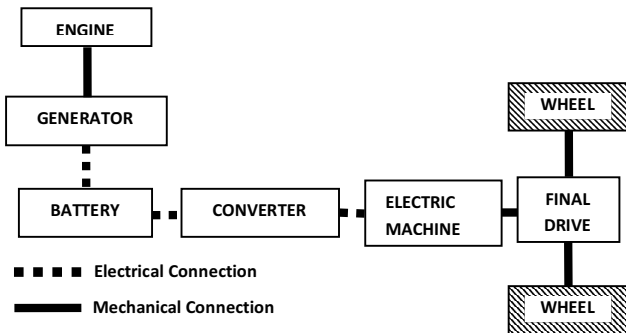 ENGINE
GENERATOR
WHEEL
BATTERY
CONVERTER
ELECTRIC
MACHINE
FINAL
DRIVE
Electrical Connection
Mechanical Connection
WHEEL